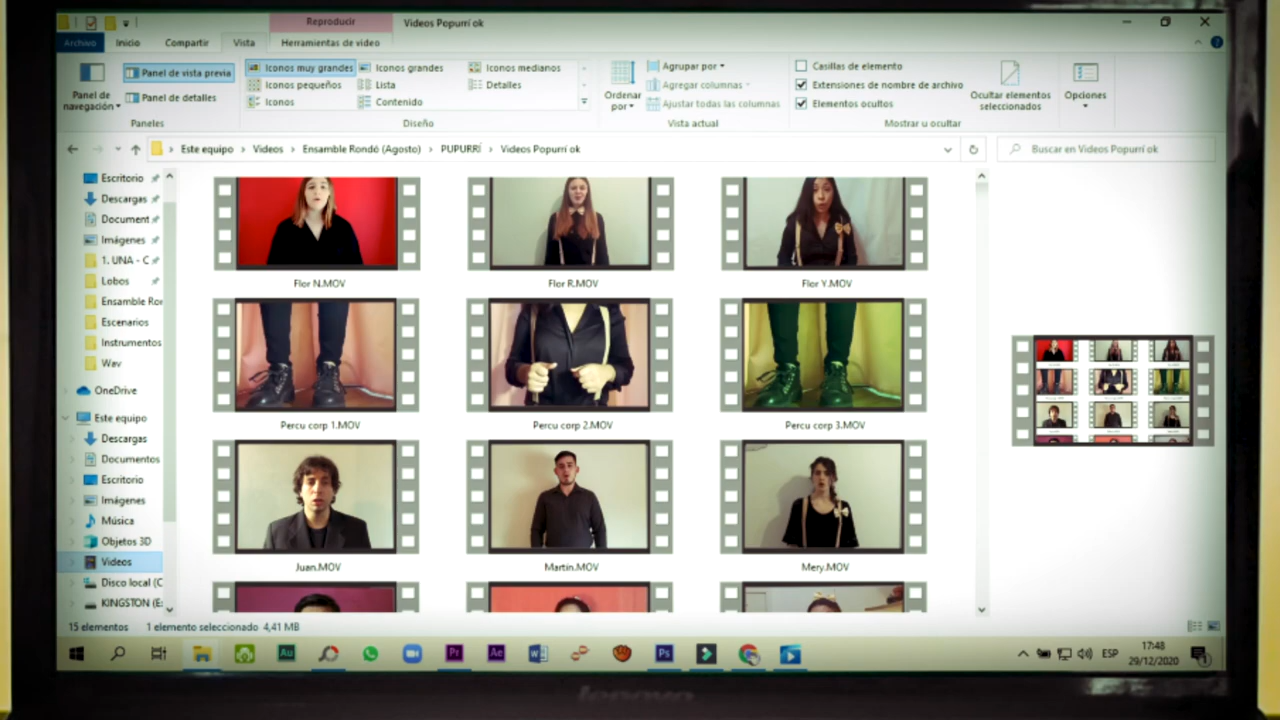 Reproducir
Videos Popurrí ok
Archivo Inicio Compartir Vista Herramientas de video
Panel de navegación
Panel de vista previa
Panel de detalles
Paneles
Iconos muy grandes Iconos grandes Iconos medianos
Iconos pequeños Lista Detalles
Iconos Contenido
Diseño
Ordenar por
Agrupar por
Agregar columnas
Ajustar todas las columnas
Vista actual
Casillas de elemento
Extensiones de nombre de archivo
Elementos ocultos
Ocultar elementos seleccionados
Mostrar u ocultar
Opciones
Este equipo > Videos > Ensamble Rondó (Agosto) > PUPURRÍ > Videos Popurrí ok
Buscar en Videos Popurrí ok
Escritorio
Descargas
Document
Imágenes
1. UNA - C
Lobos
Ensamble Ror
Escenarios
Instrumentos
Wav
OneDrive
Este equipo
Descargas
Documentos
Escritorio
Imágenes
Música
Objetos 3D
Videos
Disco local (C
KINGSTON (E:
Flor N.MOV Flor R.MOV Flor Y.MOV
Percu corp 1.MOV Percu corp 2.MOV Percu corp 3.MOV
Juan.MOV Martin.MOV Mery.MOV
15 elementos 1 elemento seleccionado 4,41 MB
Au Pr Ae W Ps
ESP
17:48
29/12/2020
1
lenovo